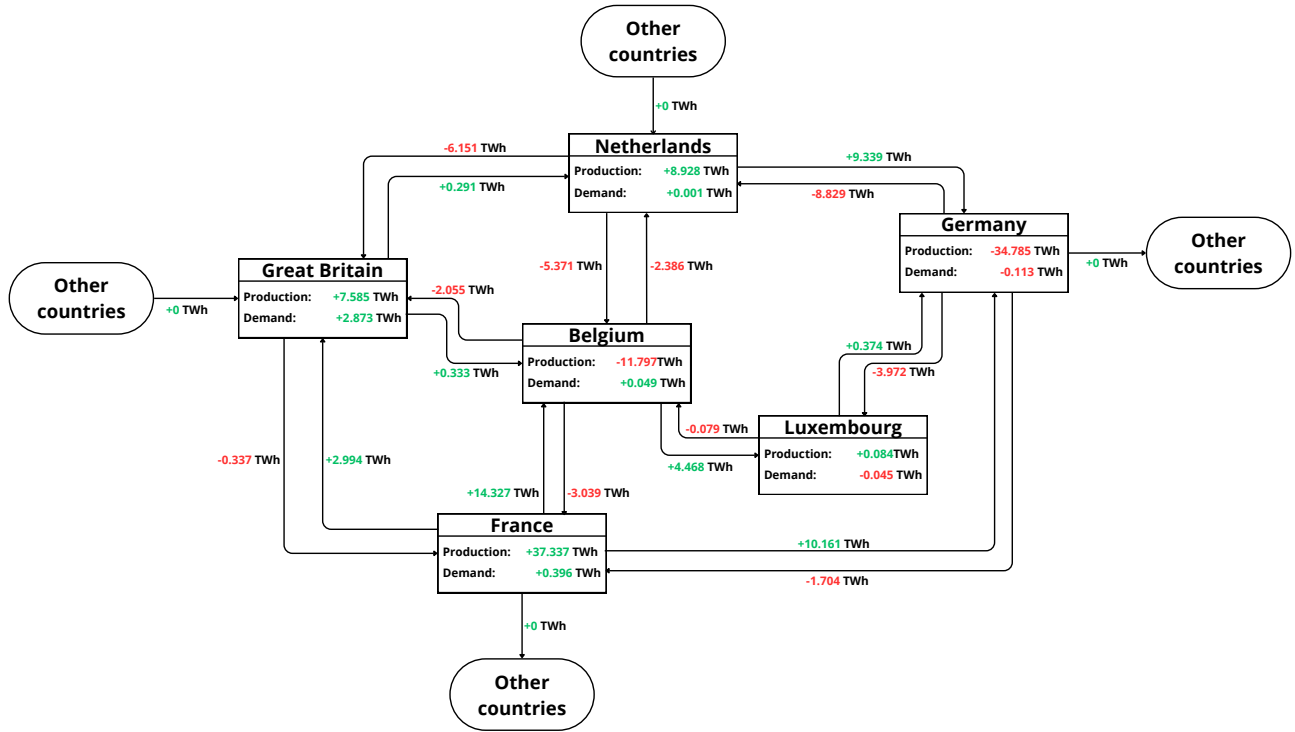 Other
countries
+0 TWh
-6.151 TWh
+0.291 TWh
Netherlands
Production: +8.928 TWh
Demand: +0.001 TWh
+9.339 TWh
-8.829 TWh
Germany
Production: -34.785 TWh
Demand: -0.113 TWh
+0 TWh
Other
countries
Other
countries
+0 TWh
Great Britain
Production: +7.585 TWh
Demand: +2.873 TWh
-2.055 TWh
+0.333 TWh
-5.371 TWh
-2.386 TWh
Belgium
Production: -11.797TWh
Demand: +0.049 TWh
+0.374 TWh
-3.972 TWh
-0.079 TWh
+4.468 TWh
Luxembourg
Production: +0.084TWh
Demand: -0.045 TWh
-0.337 TWh
+2.994 TWh
+14.327 TWh
-3.039 TWh
France
Production: +37.337 TWh
Demand: +0.396 TWh
+10.161 TWh
-1.704 TWh
+0 TWh
Other
countries